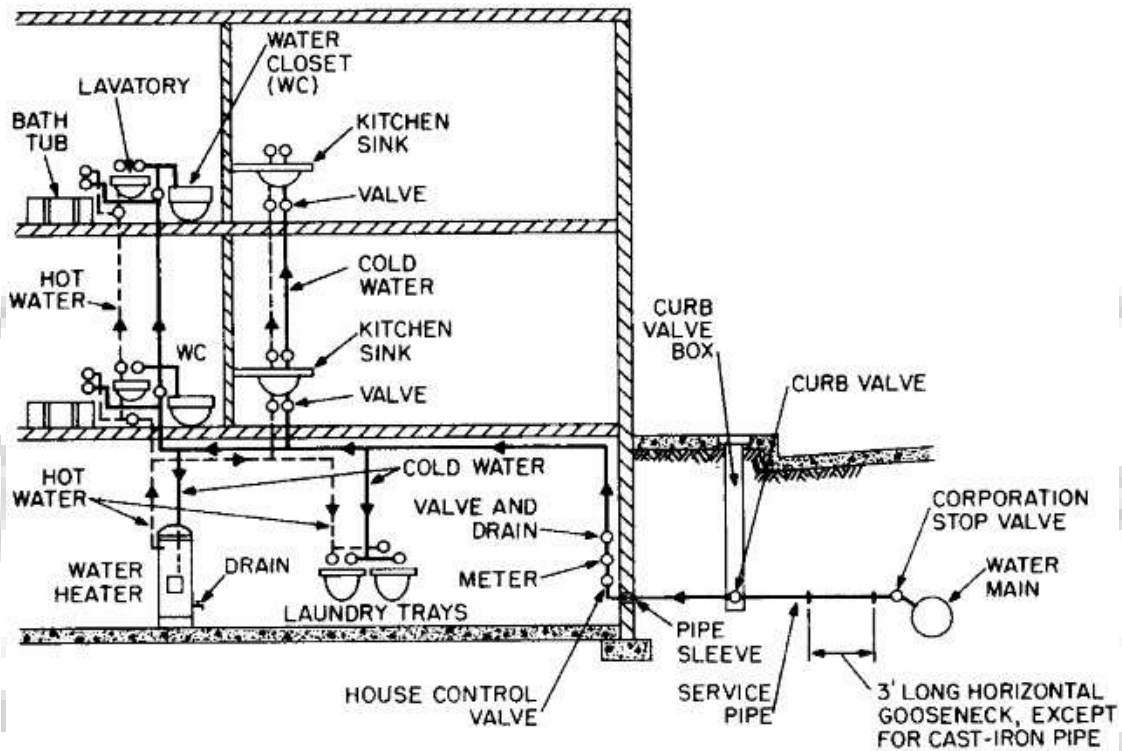 WATER
CLOSET
(WC)
LAVATORY
BATH
TUB
KITCHEN
SINK
VALVE
HOT
WATER
COLD
WATER
CURB
VALVE
BOX
WC
KITCHEN
SINK
VALVE
CURB VALVE
HOT
WATER
COLD WATER
VALVE AND
DRAIN
CORPORATION
STOP VALVE
WATER
HEATER
DRAIN
METER
WATER
MAIN
LAUNDRY TRAYS
PIPE
SLEEVE
HOUSE CONTROL
VALVE
SERVICE
PIPE
3' LONG HORIZONTAL
GOOSENECK, EXCEPT
FOR CAST-IRON PIPE